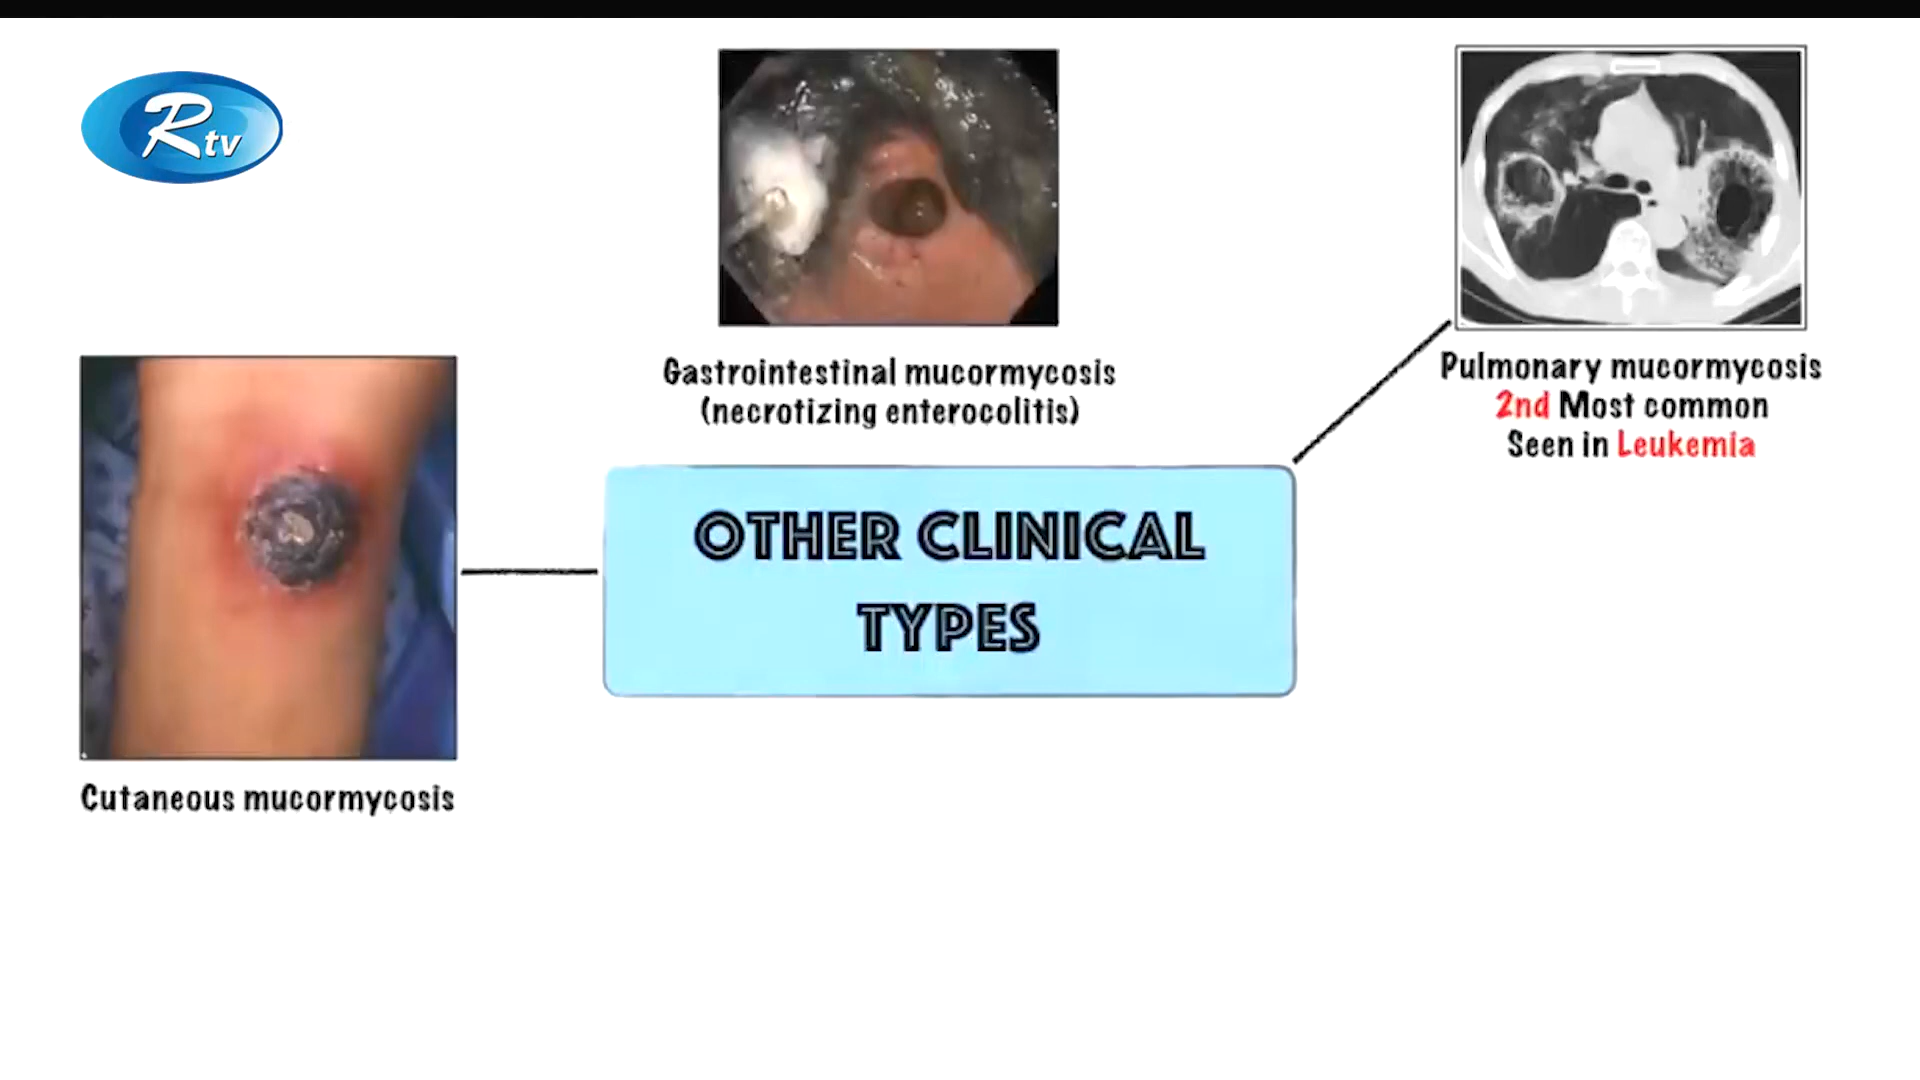 Rtv
Gastrointestinal mucormycosis
(necrotizing enterocolitis)
Pulmonary mucormycosis
2nd Most common
Seen in Leukemia
OTHER CLINICAL
TYPES
Cutaneous mucormycosis